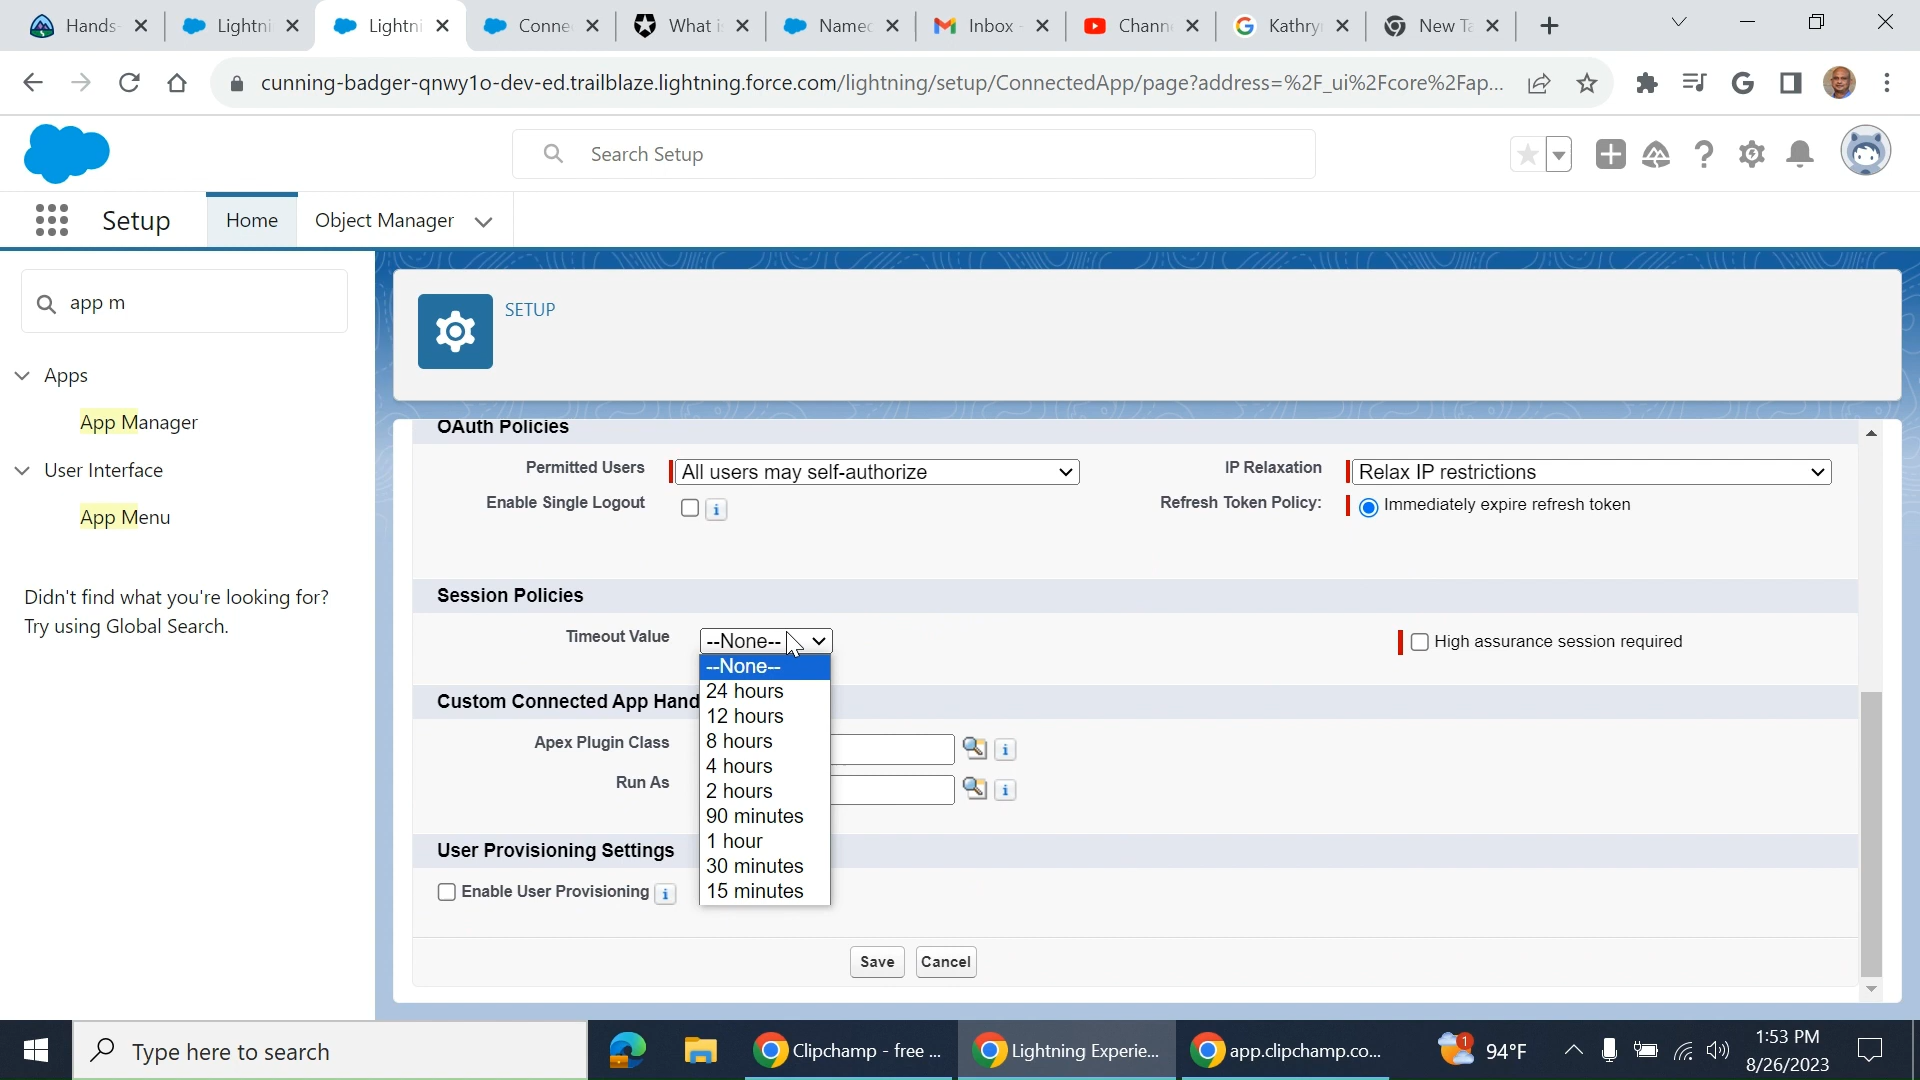 Hands-
Lightni
Lightni
Connec
What i
Named
Inbox -
Chann
Kathry
New Ta
cunning-badger-qnwy1o-dev-ed.trailblaze.lightning.force.com/lightning/setup/ConnectedApp/page?address=%2F_ui%2Fcore%2Fap...
Search Setup
Setup
Home
Object Manager
app m
Apps
App Manager
User Interface
App Menu
Didn't find what you're looking for?
Try using Global Search.
SETUP
OAuth Policies
Permitted Users
All users may self-authorize
IP Relaxation
Relax IP restrictions
Enable Single Logout
Refresh Token Policy:
Immediately expire refresh token
Session Policies
Timeout Value
--None--
High assurance session required
--None--
24 hours
12 hours
8 hours
4 hours
2 hours
90 minutes
1 hour
30 minutes
15 minutes
Custom Connected App Hand
Apex Plugin Class
Run As
User Provisioning Settings
Enable User Provisioning
Save
Cancel
Type here to search
Clipchamp - free ...
Lightning Experie...
app.clipchamp.co...
1
94°F
1:53 PM
8/26/2023